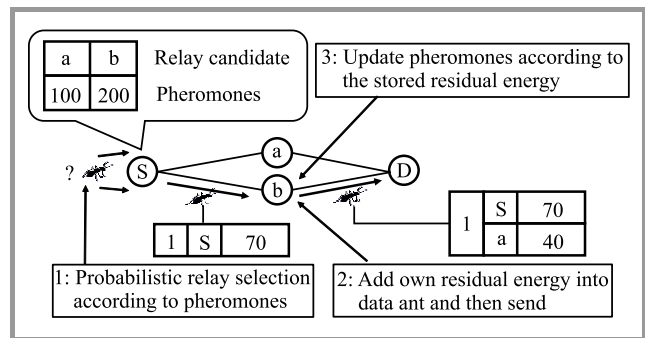 a b Relay candidate
100 200 Pheromones
3: Update pheromones according to
the stored residual energy
?
S
a
b
D
1 S 70
1 S 70
a 40
1: Probabilistic relay selection
according to pheromones
2: Add own residual energy into
data ant and then send